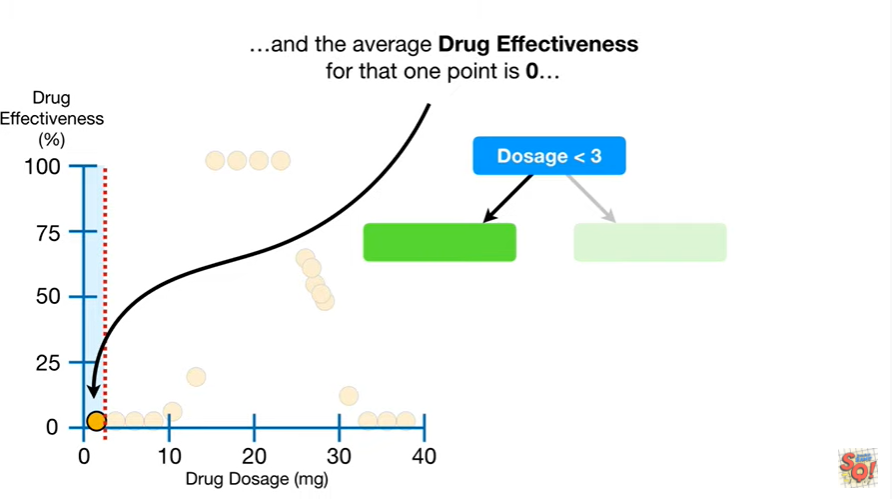 …and the average Drug Effectiveness
for that one point is 0…
Drug
Effectiveness
(%)
100
75
50
25
0
0
10
20
30
40
Drug Dosage (mg)
Dosage < 3
SQ!